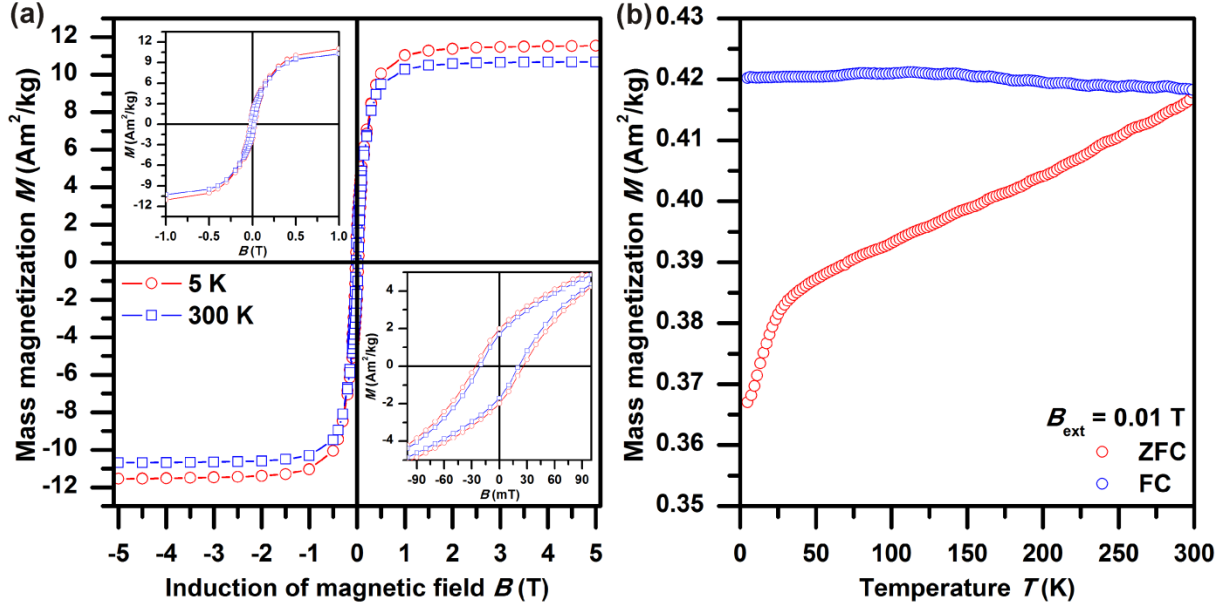 (a)
Mass magnetization M (Am²/kg)
12
10
8
6
4
2
0
-2
-4
-6
-8
-10
-12
-5 -4 -3 -2 -1 0 1 2 3 4 5
Induction of magnetic field B (T)
5 K
300 K
M (Am²/kg)
12
9
6
3
0
-3
-6
-9
-12
-1.0 -0.5 0.0 0.5 1.0
B (T)
M (Am²/kg)
4
2
0
-2
-4
-90 -60 -30 0 30 60 90
B (mT)
(b)
Mass magnetization M (Am²/kg)
0.43
0.42
0.41
0.40
0.39
0.38
0.37
0.36
0.35
0 50 100 150 200 250 300
Temperature T (K)
Bext = 0.01 T
ZFC
FC